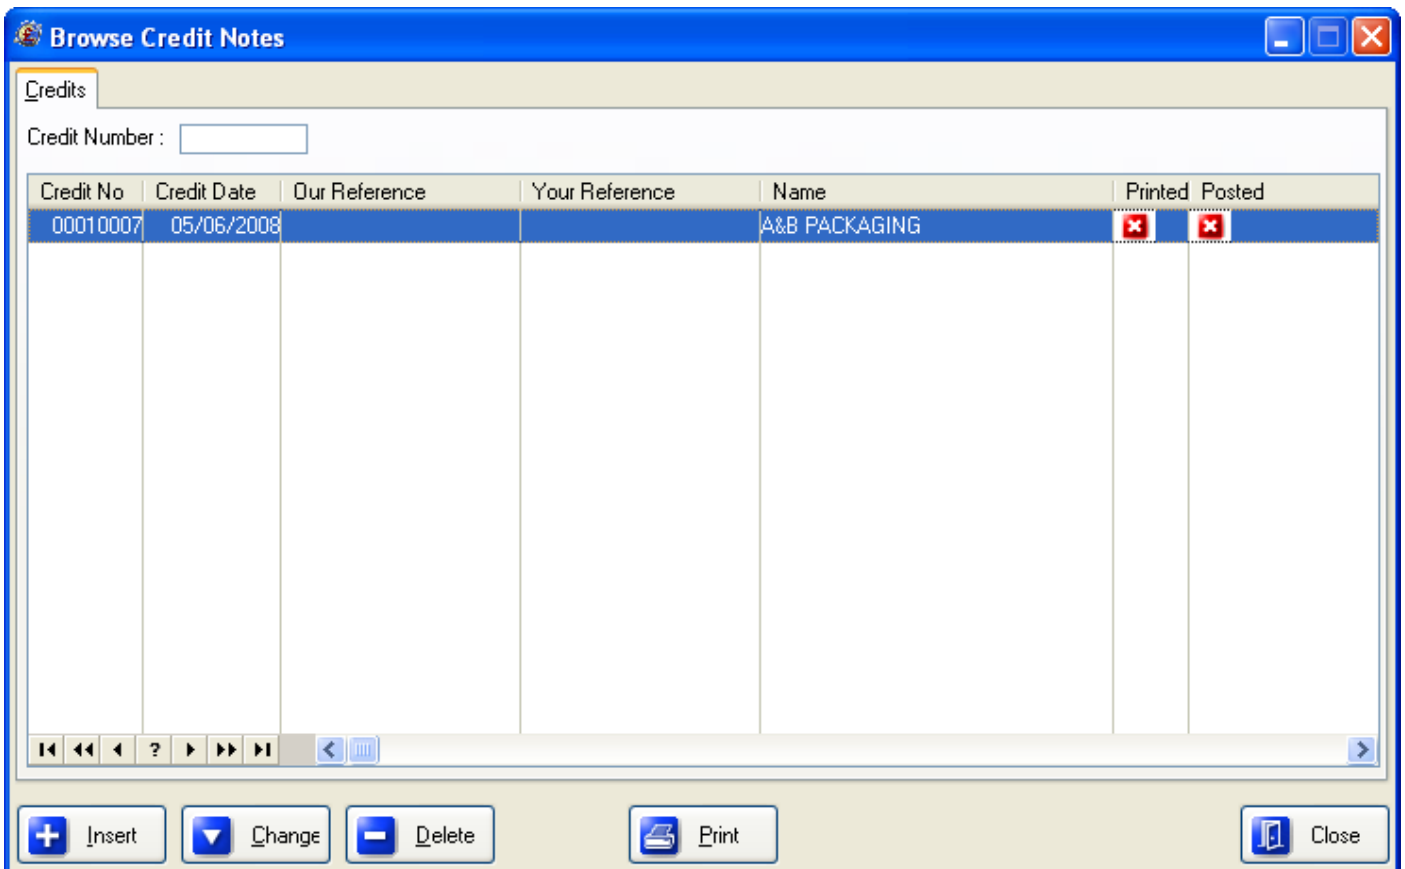 Browse Credit Notes
Credits
Credit Number :
Credit No Credit Date Our Reference Your Reference Name Printed Posted
00010007 05/06/2008 A&B PACKAGING
?
Insert Change Delete Print Close